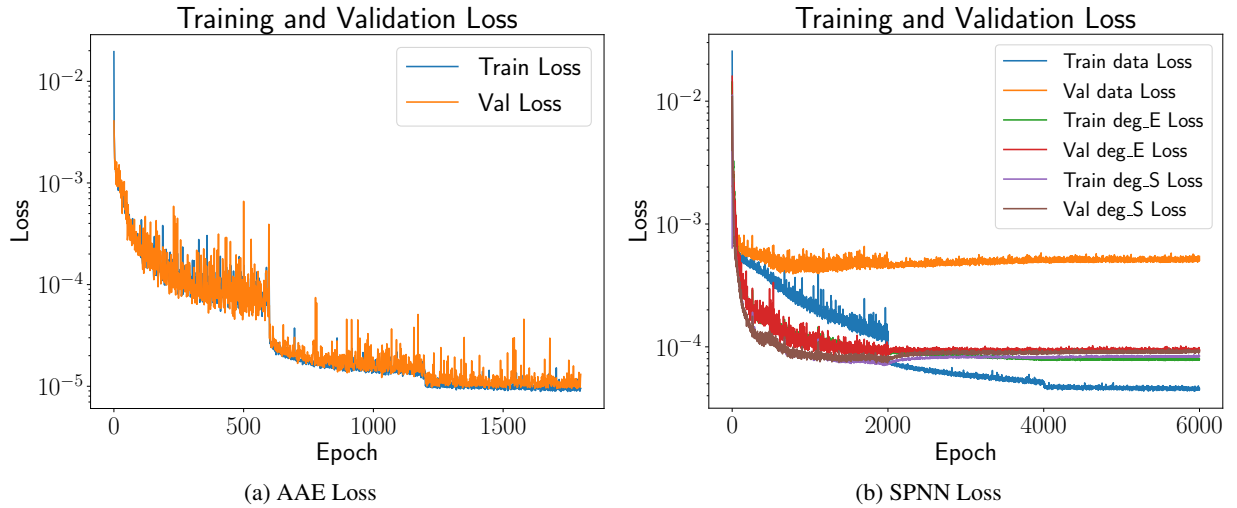 Training and Validation Loss
Train Loss
Val Loss
10⁻²
10⁻³
10⁻⁴
10⁻⁵
Loss
0
500
1000
1500
Epoch
(a) AAE Loss
Training and Validation Loss
Train data Loss
Val data Loss
Train deg_E Loss
Val deg_E Loss
Train deg_S Loss
Val deg_S Loss
10⁻²
10⁻³
10⁻⁴
Loss
0
2000
4000
6000
Epoch
(b) SPNN Loss